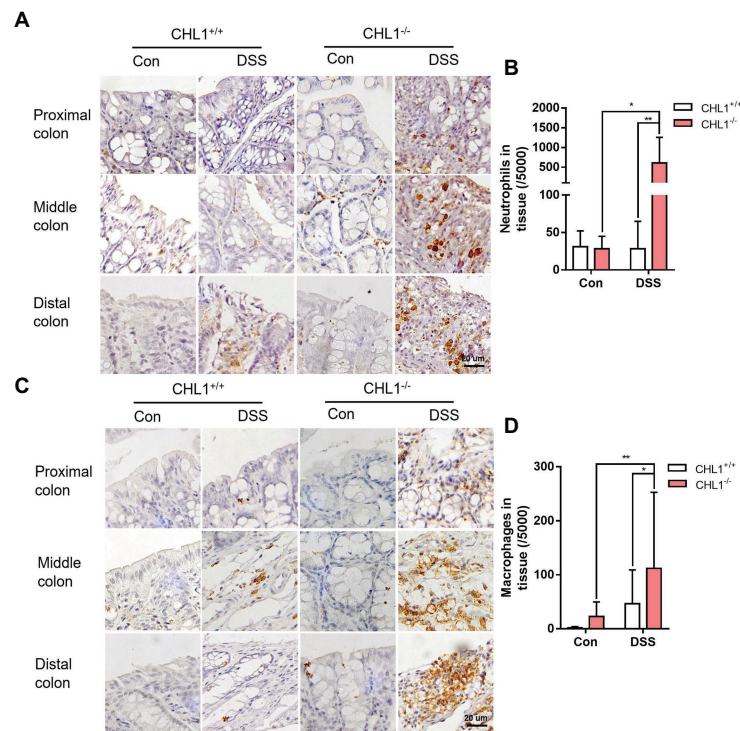 A
CHL1+/+ CHL1-/-
Con DSS Con DSS
Proximal
colon
Middle
colon
Distal
colon
20 um
B
CHL1+/+
CHL1-/-
Neutrophils in
tissue (/5000)
2000
1500
1000
500
100
50
0
* 
**
Con DSS
C
CHL1+/+ CHL1-/-
Con DSS Con DSS
Proximal
colon
Middle
colon
Distal
colon
20 um
D
CHL1+/+
CHL1-/-
Macrophages in
tissue (/5000)
300
200
100
0
**
*
Con DSS